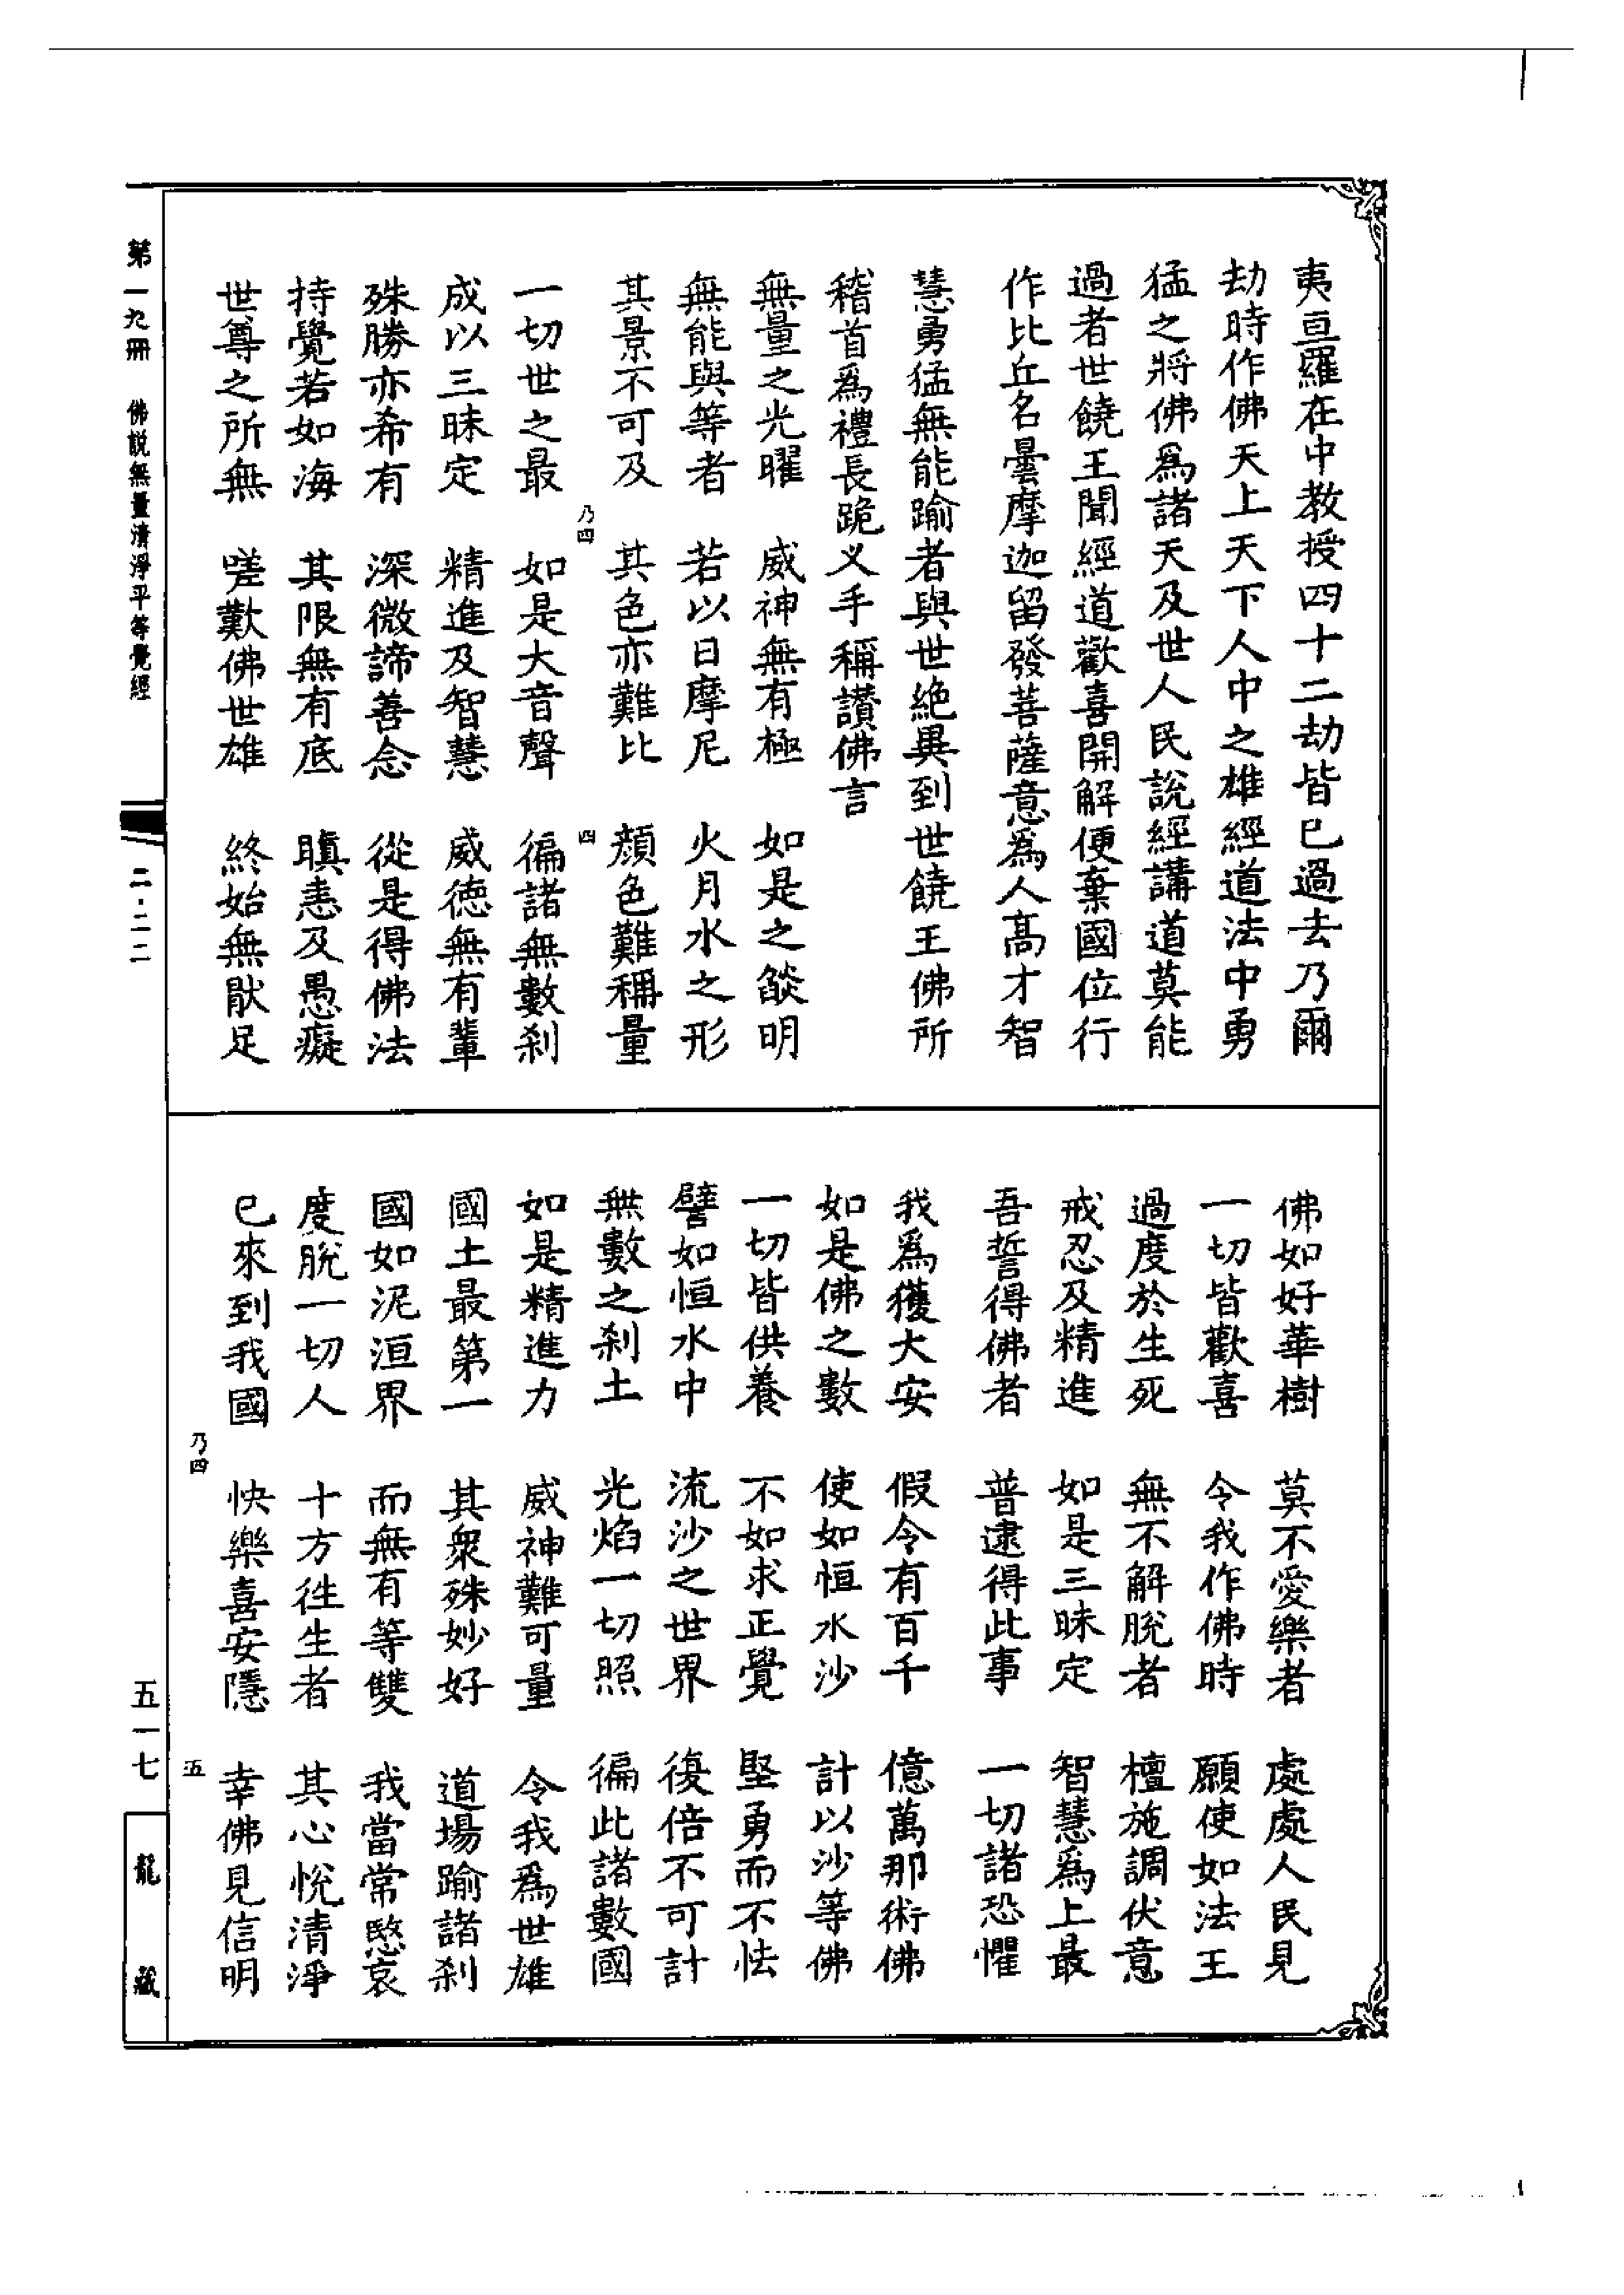 夷亘羅在中教授四十二劫皆已過去乃爾
劫時作佛天上天下人中之雄經道法中勇
猛之將佛爲諸天及世人民說經講道莫能
過者世饒王聞經道歡喜開解便棄國位行
作比丘名曇摩迦留發菩薩意爲人高才智
慧勇猛無能踰者與世絕異到世饒王佛所
稽首爲禮長跪叉手稱讃佛言
無量之光曜 威神無有極 如是之燄明
無能與等者 若以日摩尼 火月水之形
其景不可及 其色亦難比 顏色難稱量
乃四 四
一切世之最 如是大音聲 徧諸無數刹
成以三昧定 精進及智慧 威德無有輩
殊勝亦希有 深微諦善念 從是得佛法
持覺若如海 其限無有底 瞋恚及愚癡
世尊之所無 嗟歎佛世雄 終始無猒足
佛如好華樹 莫不愛樂者 處處人民見
一切皆歡喜 令我作佛時 願使如法王
過度於生死 無不解脫者 檀施調伏意
戒忍及精進 如是三昧定 智慧爲上最
吾誓得佛者 普逮得此事 一切諸恐懼
我爲獲大安 假令有百千 億萬那術佛
如是佛之數 使如恒水沙 計以沙等佛
一切皆供養 不如求正覺 堅勇而不怯
譬如恒水中 流沙之世界 復倍不可計
無數之刹土 光焰一切照 徧此諸數國
如是精進力 威神難可量 令我爲世雄
國土最第一 其衆殊妙好 道場踰諸刹
國如泥洹界 而無有等雙 我當常愍哀
度脫一切人 十方徃生者 其心悅清淨
已來到我國 快樂喜安隱 幸佛見信明
乃四 五
第一九冊 佛説無量清淨平等覺經
二·二二
五一七
龍藏